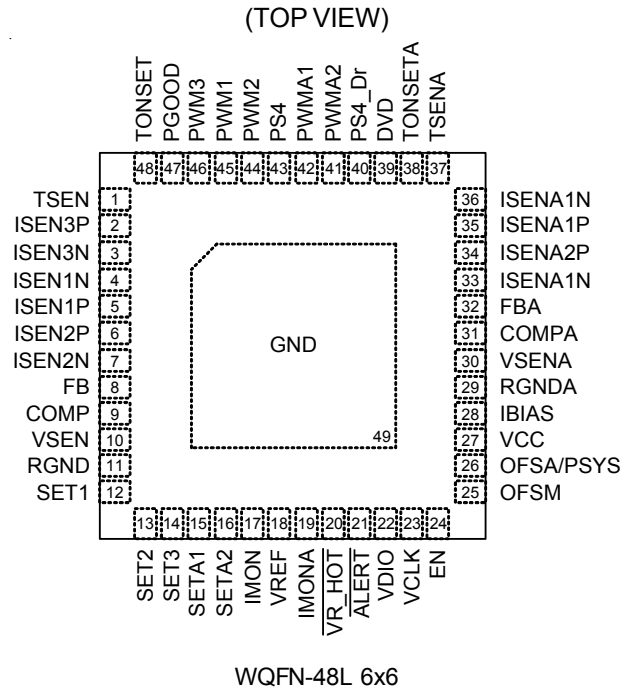 (TOP VIEW)
TONSET
PGOOD
PWM3
PWM1
PWM2
PS4
PWMA1
PWMA2
PS4_Dr
DVD
TONSETA
TSENA
48 47 46 45 44 43 42 41 40 39 38 37
TSEN 1
ISEN3P 2
ISEN3N 3
ISEN1N 4
ISEN1P 5
ISEN2P 6
ISEN2N 7
FB 8
COMP 9
VSEN 10
RGND 11
SET1 12
GND
49
36 ISENA1N
35 ISENA1P
34 ISENA2P
33 ISENA1N
32 FBA
31 COMPA
30 VSENA
29 RGNDA
28 IBIAS
27 VCC
26 OFSA/PSYS
25 OFSM
13 14 15 16 17 18 19 20 21 22 23 24
SET2
SET3
SETA1
SETA2
IMON
VREF
IMONA
VR_HOT
ALERT
VDIO
VCLK
EN
WQFN-48L 6x6